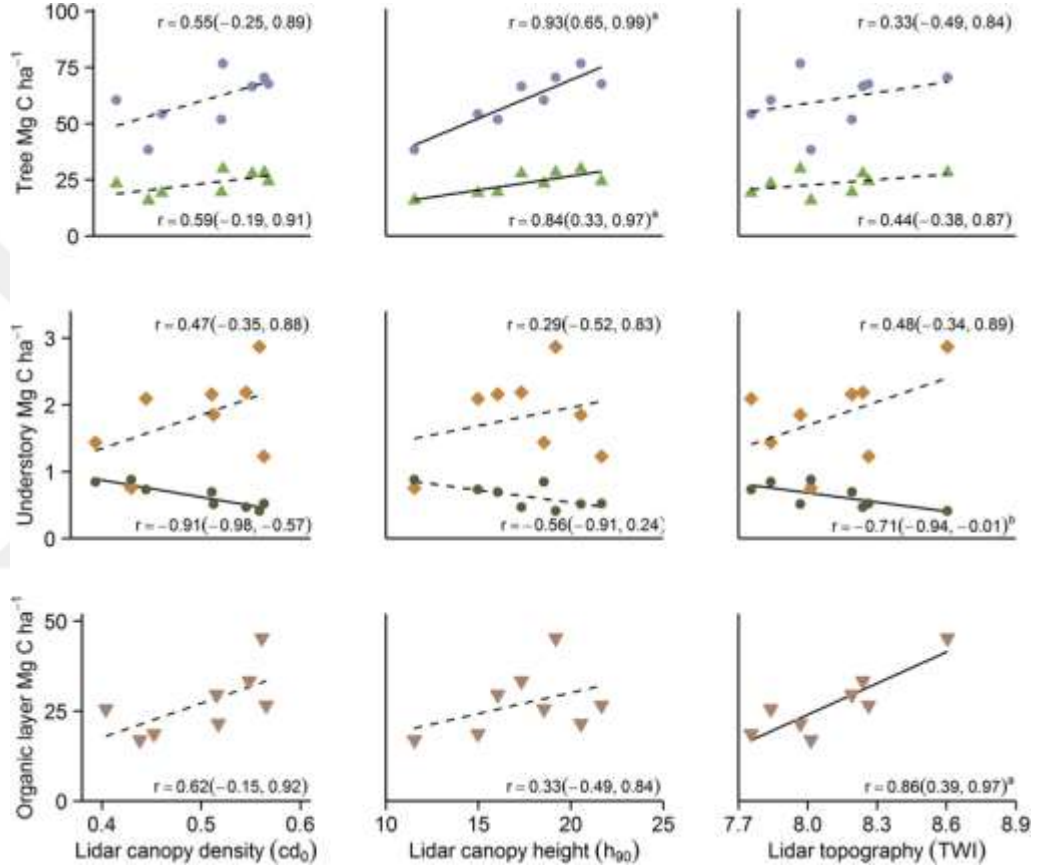 100
75
50
25
0
Tree Mg C ha⁻¹
r = 0.55(−0.25, 0.89)
r = 0.59(−0.19, 0.91)
r = 0.93(0.65, 0.99)ᵃ
r = 0.84(0.33, 0.97)ᵃ
r = 0.33(−0.49, 0.84)
r = 0.44(−0.38, 0.87)
3
2
1
0
Understory Mg C ha⁻¹
r = 0.47(−0.35, 0.88)
r = −0.91(−0.98, −0.57)
r = 0.29(−0.52, 0.83)
r = −0.56(−0.91, 0.24)
r = 0.48(−0.34, 0.89)
r = −0.71(−0.94, −0.01)ᵇ
50
25
0
Organic layer Mg C ha⁻¹
r = 0.62(−0.15, 0.92)
r = 0.33(−0.49, 0.84)
r = 0.86(0.39, 0.97)ᵃ
0.4 0.5 0.6
10 15 20 25
7.7 8.0 8.3 8.6 8.9
Lidar canopy density (cd₀)
Lidar canopy height (h₉₀)
Lidar topography (TWI)